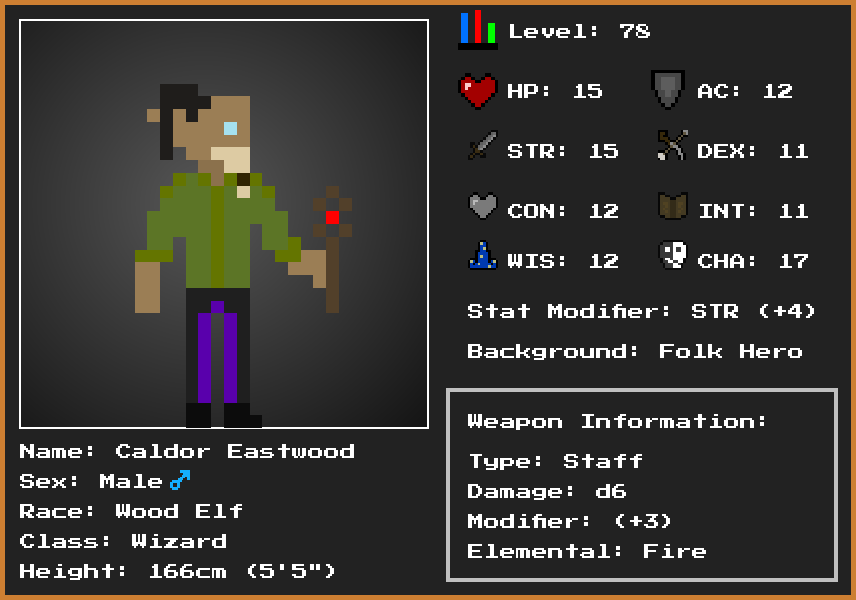 Level: 78
HP: 15 AC: 12
STR: 15 DEX: 11
CON: 12 INT: 11
WIS: 12 CHA: 17
Stat Modifier: STR (+4)
Background: Folk Hero
Weapon Information:
Type: Staff
Damage: d6
Modifier: (+3)
Elemental: Fire
Name: Caldor Eastwood
Sex: Male♂
Race: Wood Elf
Class: Wizard
Height: 166cm (5'5")